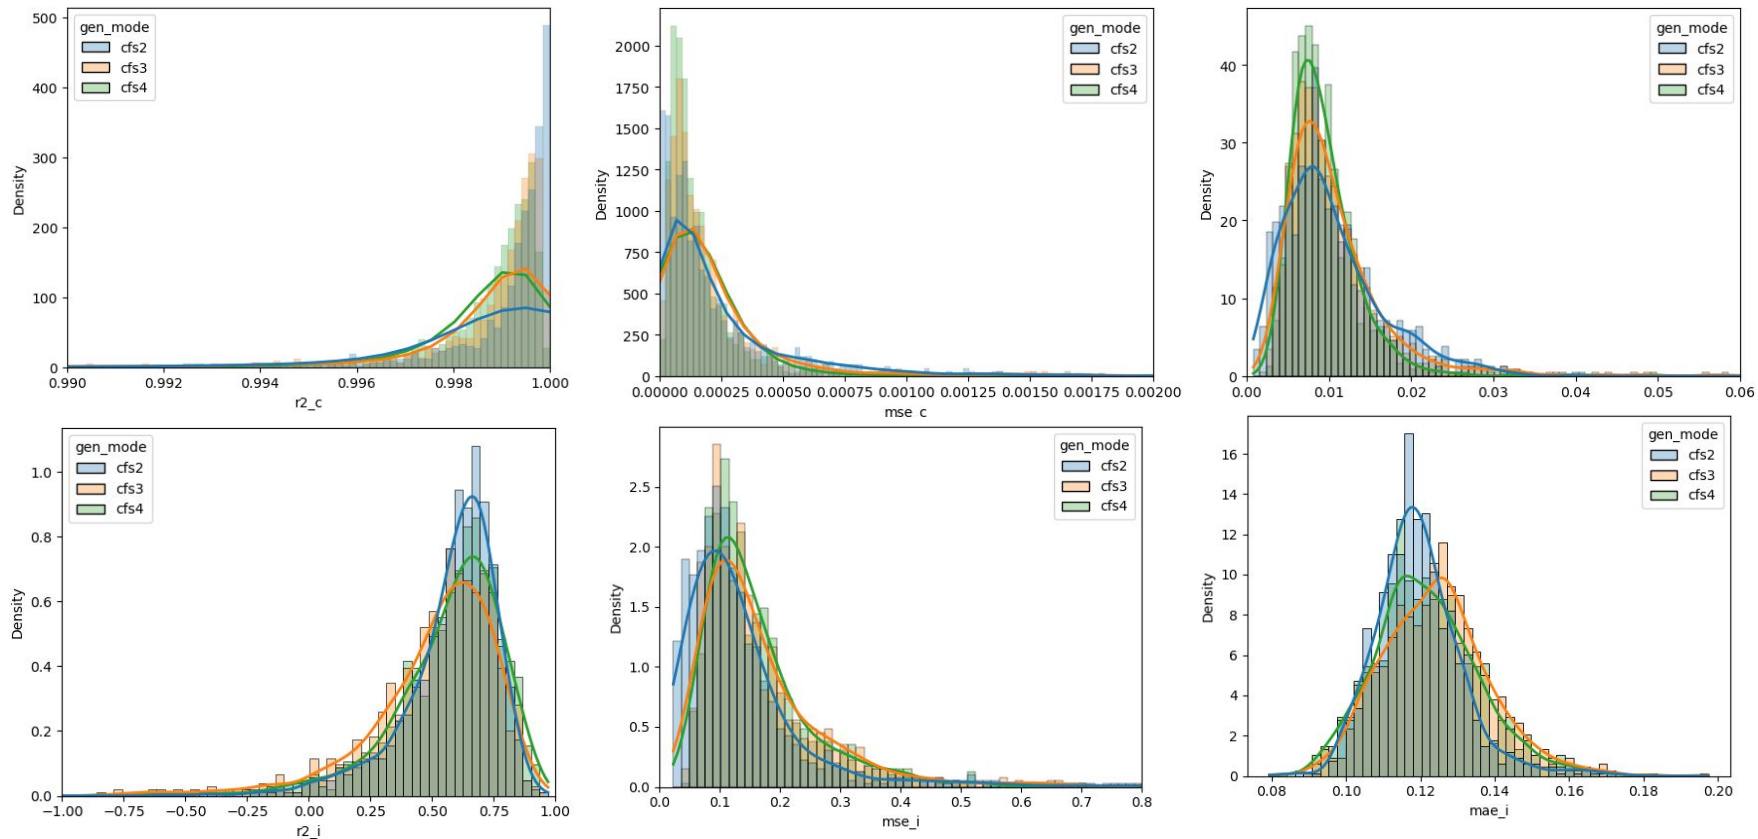 gen_mode
cfs2
cfs3
cfs4
Density
500
400
300
200
100
0
0.990 0.992 0.994 0.996 0.998 1.000
r2_c
gen_mode
cfs2
cfs3
cfs4
Density
2000
1750
1500
1250
1000
750
500
250
0
0.00000 0.00025 0.00050 0.00075 0.00100 0.00125 0.00150 0.00175 0.00200
mse_c
gen_mode
cfs2
cfs3
cfs4
Density
40
30
20
10
0
0.00 0.01 0.02 0.03 0.04 0.05 0.06
gen_mode
cfs2
cfs3
cfs4
Density
1.0
0.8
0.6
0.4
0.2
0.0
−1.00 −0.75 −0.50 −0.25 0.00 0.25 0.50 0.75 1.00
r2_i
gen_mode
cfs2
cfs3
cfs4
Density
2.5
2.0
1.5
1.0
0.5
0.0
0.0 0.1 0.2 0.3 0.4 0.5 0.6 0.7 0.8
mse_i
gen_mode
cfs2
cfs3
cfs4
Density
16
14
12
10
8
6
4
2
0
0.08 0.10 0.12 0.14 0.16 0.18 0.20
mae_i